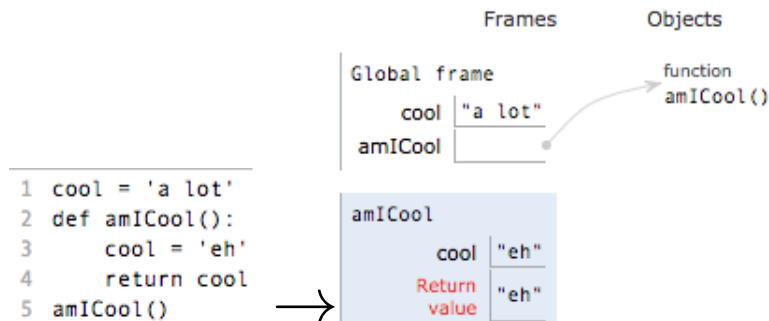 Frames Objects
Global frame
function
amICool()
cool "a lot"
amICool
1 cool = 'a lot'
2 def amICool():
3     cool = 'eh'
4     return cool
5 amICool()
amICool
cool "eh"
Return
value "eh"